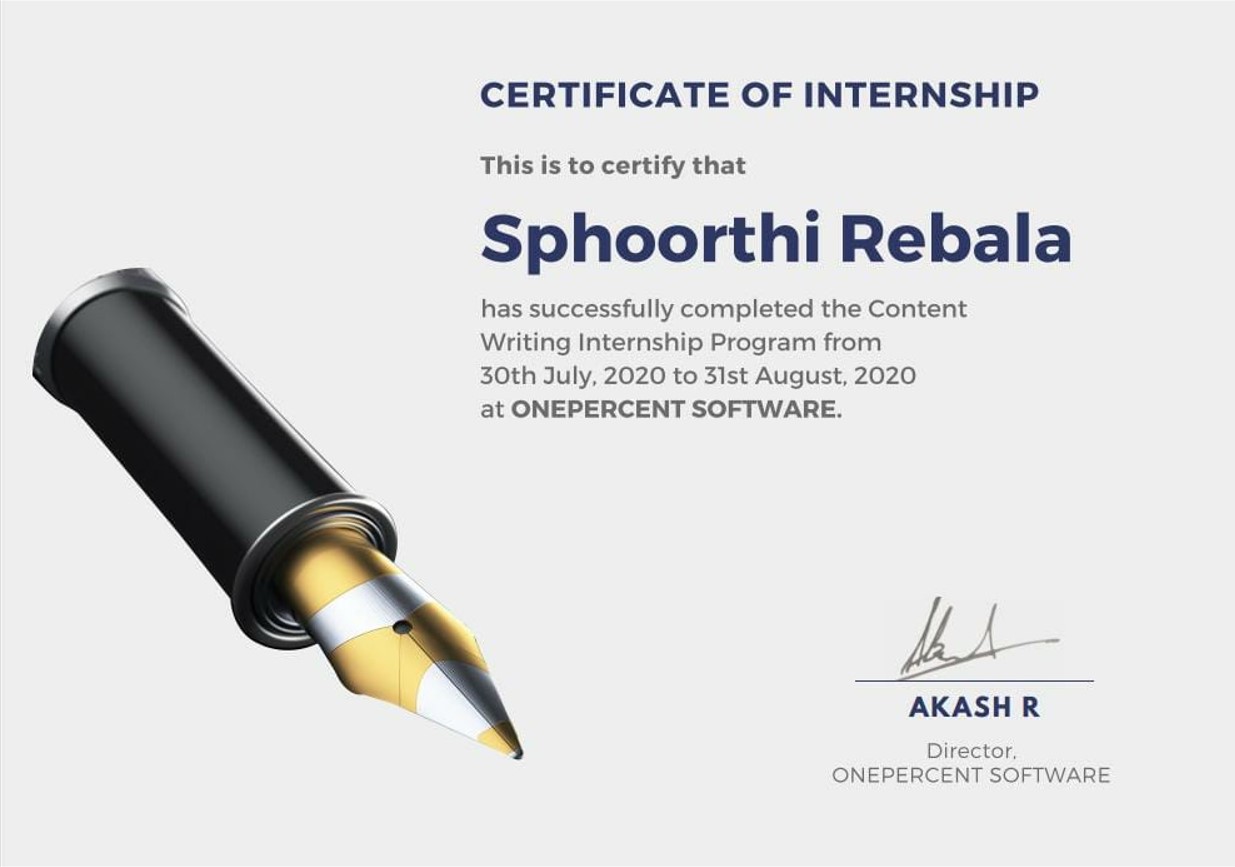 CERTIFICATE OF INTERNSHIP
This is to certify that
Sphoorthi Rebala
has successfully completed the Content
Writing Internship Program from
30th July, 2020 to 31st August, 2020
at ONEPERCENT SOFTWARE.
AKASH R
Director,
ONEPERCENT SOFTWARE